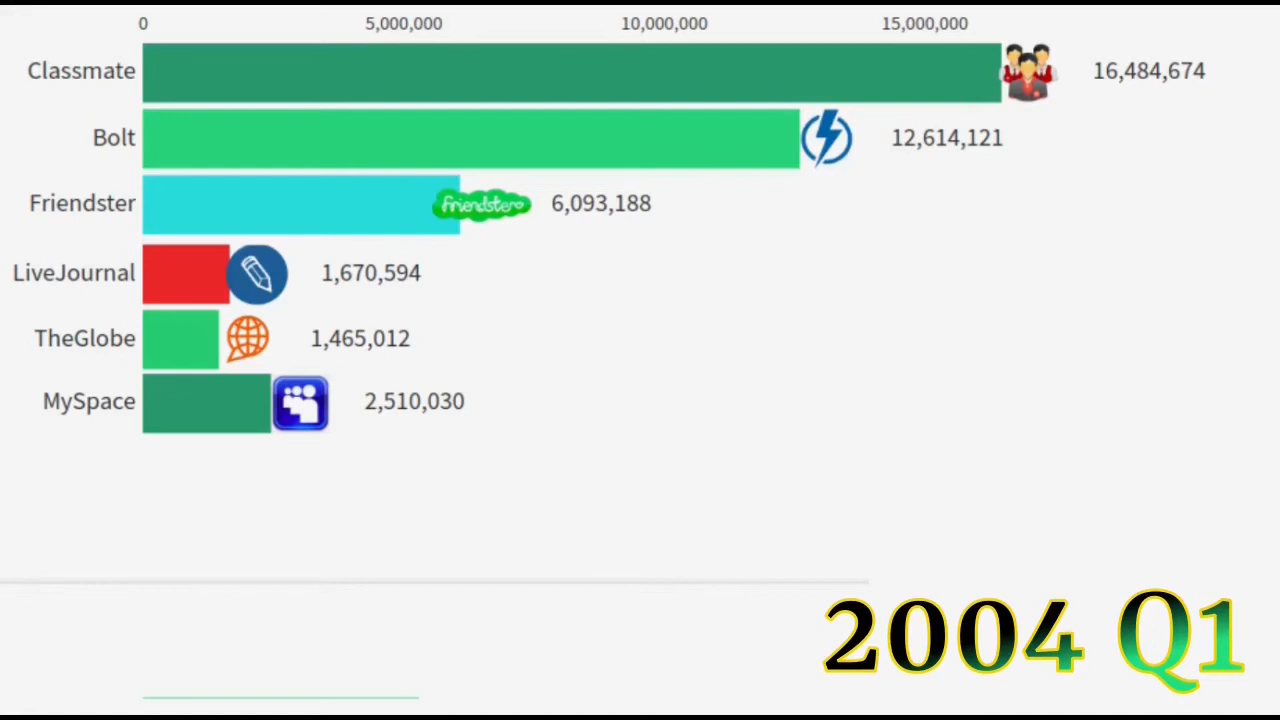 0 5,000,000 10,000,000 15,000,000
Classmate 16,484,674
Bolt 12,614,121
Friendster friendster 6,093,188
LiveJournal 1,670,594
TheGlobe 1,465,012
MySpace 2,510,030
2004 Q1